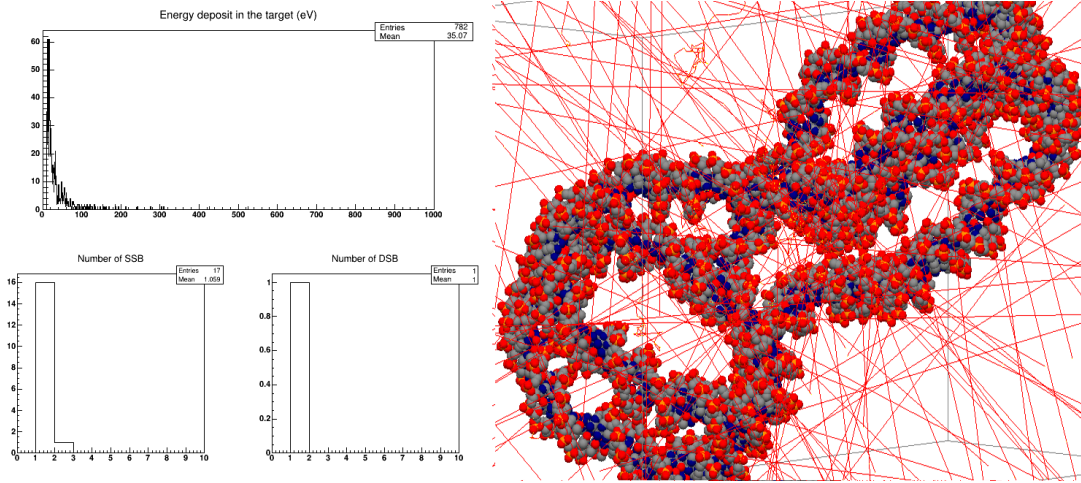 Energy deposit in the target (eV)
Entries 782
Mean 35.07
60
50
40
30
20
10
0
0 100 200 300 400 500 600 700 800 900 1000
Number of SSB
Entries 17
Mean 1.059
16
14
12
10
8
6
4
2
0
0 1 2 3 4 5 6 7 8 9 10
Number of DSB
Entries 1
Mean 1
1
0.8
0.6
0.4
0.2
0
0 1 2 3 4 5 6 7 8 9 10